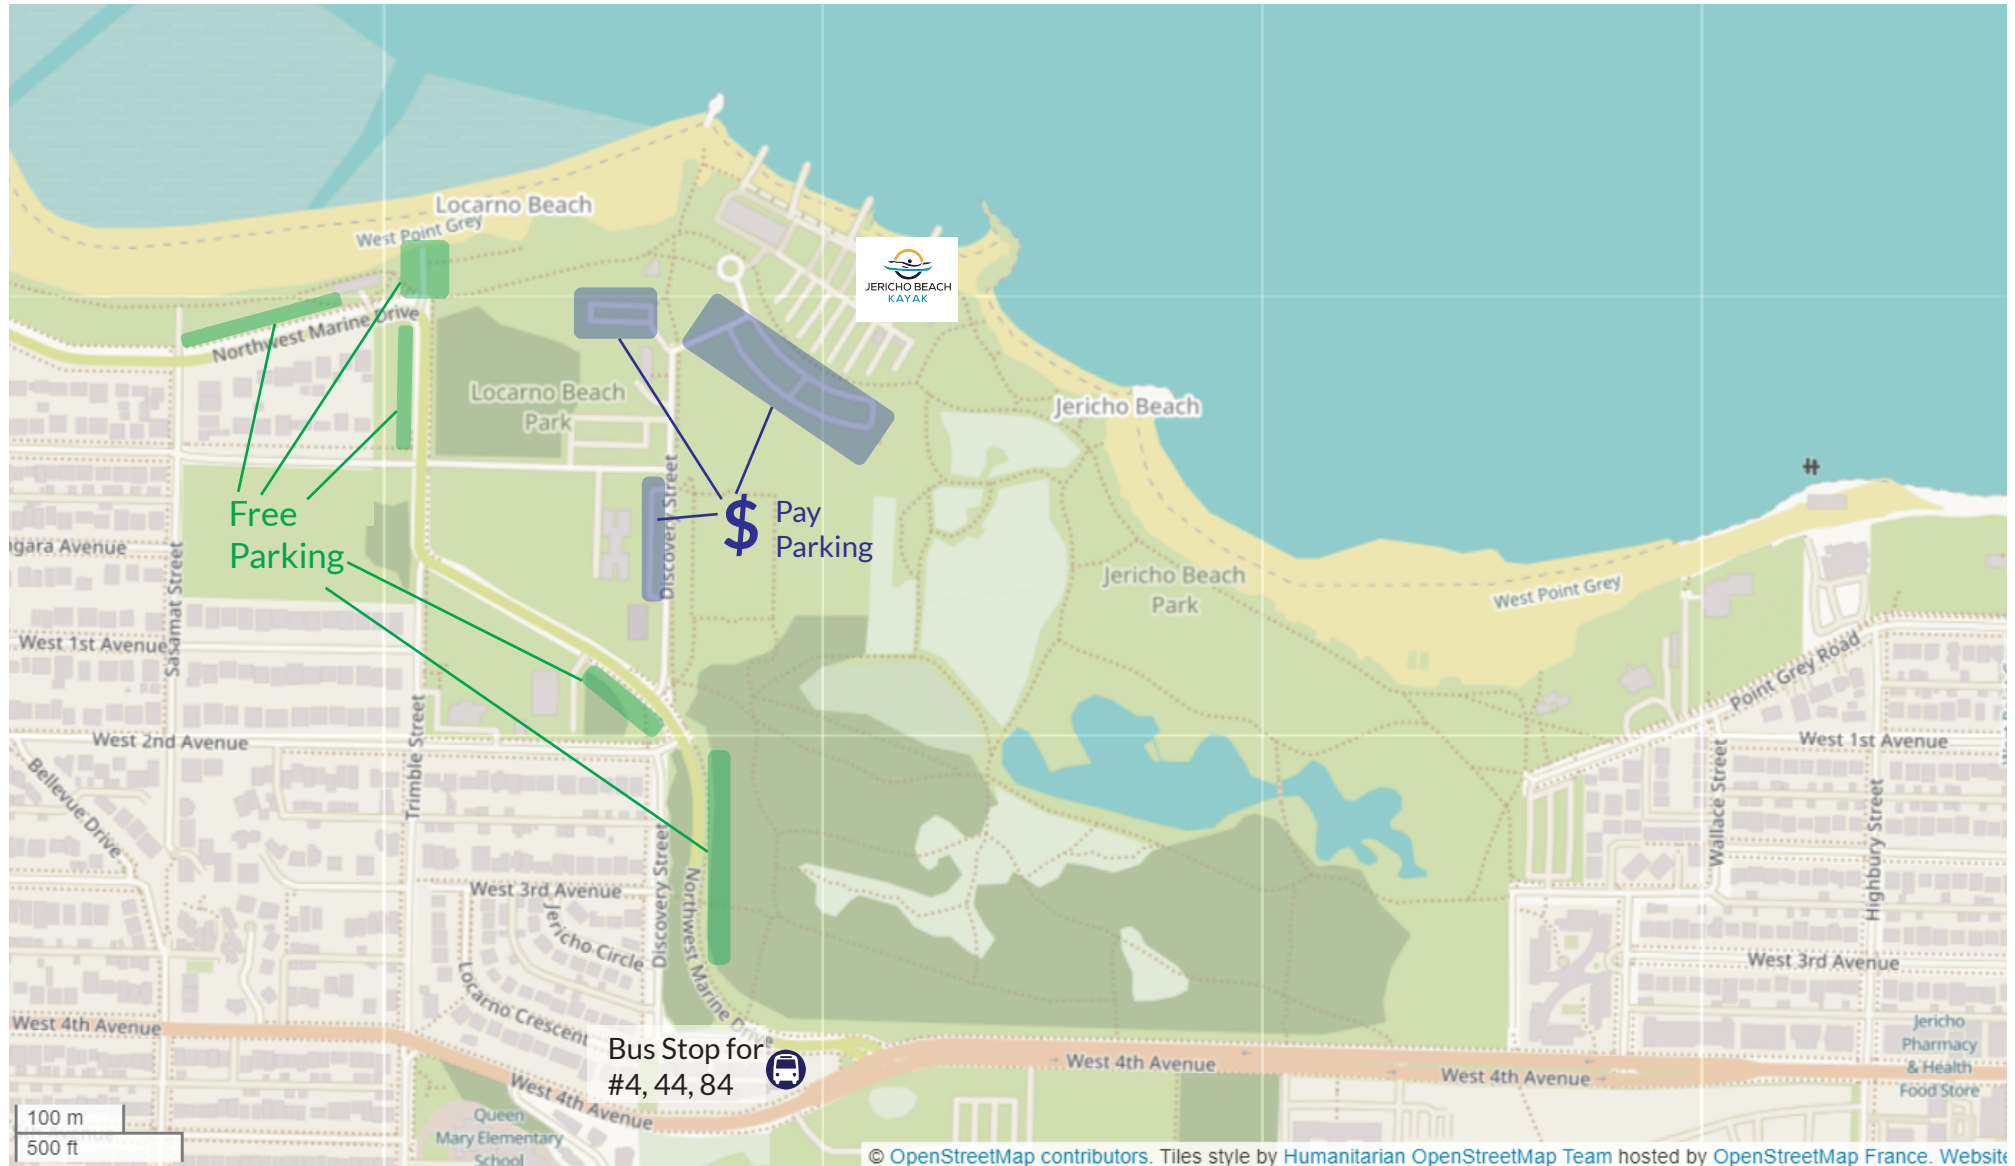 Locarno Beach
West Point Grey
JERICHO BEACH
KAYAK
Northwest Marine Drive
Locarno Beach
Park
Jericho Beach
Discovery Street
Free
Parking
$ Pay
Parking
agara Avenue
Sasamat Street
Jericho Beach
Park
West Point Grey
West 1st Avenue
Point Grey Road
Trimble Street
West 2nd Avenue
West 1st Avenue
Bellevue Drive
Wallace Street
Highbury Street
Discovery Street
Northwest Marine Drive
West 3rd Avenue
Jericho Circle
West 3rd Avenue
Locarno Crescent
West 4th Avenue
Bus Stop for
#4, 44, 84
West 4th Avenue
West 4th Avenue
West 4th Avenue
Jericho
Pharmacy
& Health
Food Store
100 m
500 ft
Queen
Mary Elementary
School
© OpenStreetMap contributors. Tiles style by Humanitarian OpenStreetMap Team hosted by OpenStreetMap France. Website